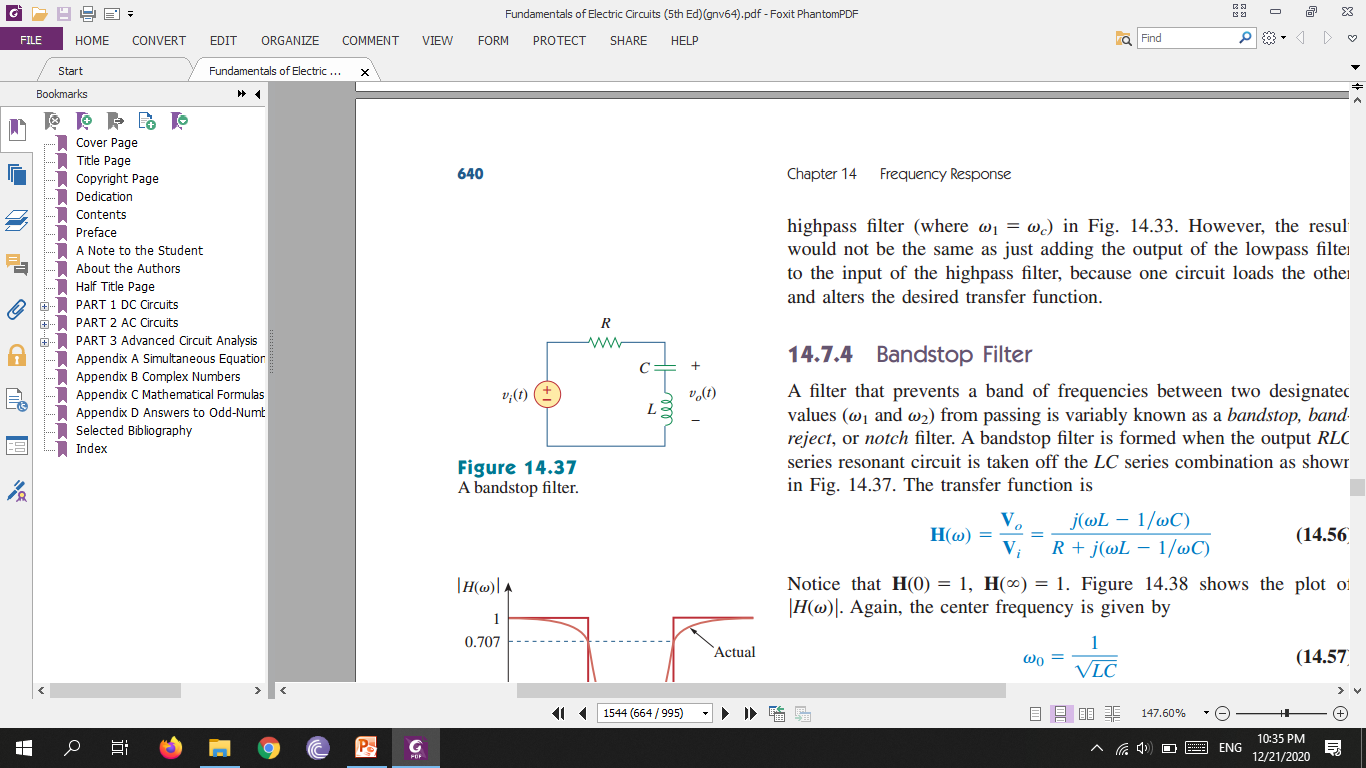 Fundamentals of Electric Circuits (5th Ed)(gnv64).pdf - Foxit PhantomPDF
FILE HOME CONVERT EDIT ORGANIZE COMMENT VIEW FORM PROTECT SHARE HELP
Find
Start
Fundamentals of Electric ...
Bookmarks
Cover Page
Title Page
Copyright Page
Dedication
Contents
Preface
A Note to the Student
About the Authors
Half Title Page
PART 1 DC Circuits
PART 2 AC Circuits
PART 3 Advanced Circuit Analysis
Appendix A Simultaneous Equation
Appendix B Complex Numbers
Appendix C Mathematical Formulas
Appendix D Answers to Odd-Numb
Selected Bibliography
Index
640
Chapter 14 Frequency Response
highpass filter (where ω1 = ωc) in Fig. 14.33. However, the resul
would not be the same as just adding the output of the lowpass filter
to the input of the highpass filter, because one circuit loads the other
and alters the desired transfer function.
R
C
+
vi(t)
+
−
vo(t)
L
−
Figure 14.37
A bandstop filter.
14.7.4 Bandstop Filter
A filter that prevents a band of frequencies between two designated
values (ω1 and ω2) from passing is variably known as a bandstop, band-
reject, or notch filter. A bandstop filter is formed when the output RLC
series resonant circuit is taken off the LC series combination as shown
in Fig. 14.37. The transfer function is
H(ω) = Vo/Vi = j(ωL − 1/ωC) / R + j(ωL − 1/ωC) (14.56)
Notice that H(0) = 1, H(∞) = 1. Figure 14.38 shows the plot of
|H(ω)|. Again, the center frequency is given by
ω0 = 1/√LC (14.57)
|H(ω)|
1
0.707
Actual
1544 (664 / 995)
147.60%
PDF
ENG
10:35 PM
12/21/2020